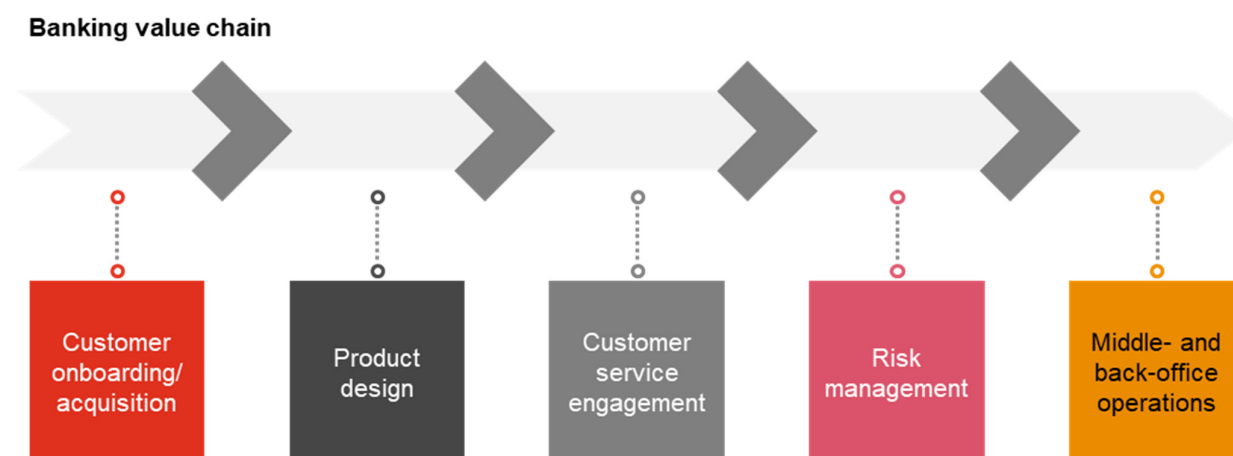 Banking value chain
Customer
onboarding/
acquisition
Product
design
Customer
service
engagement
Risk
management
Middle- and
back-office
operations